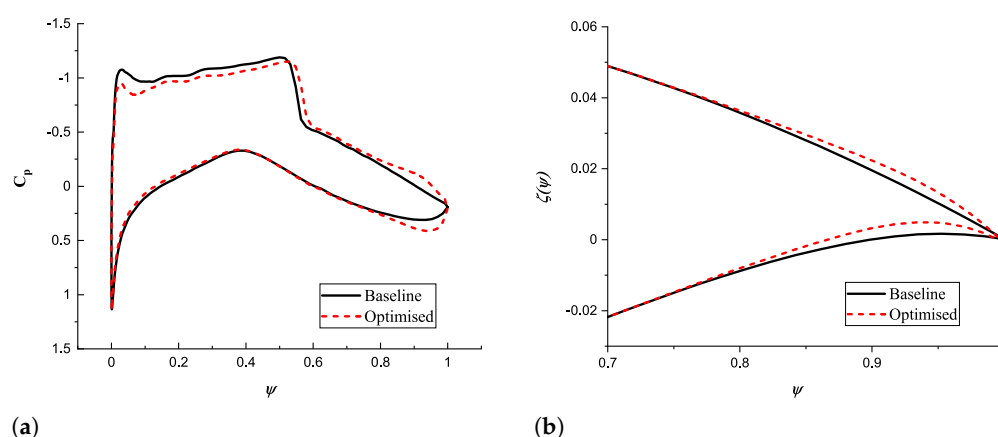 -1.5
-1
-0.5
0
0.5
1
1.5
Cp
0
0.2
0.4
0.6
0.8
1
ψ
Baseline
Optimised
(a)
0.06
0.04
0.02
0
-0.02
ζ(ψ)
0.7
0.8
0.9
ψ
Baseline
Optimised
(b)